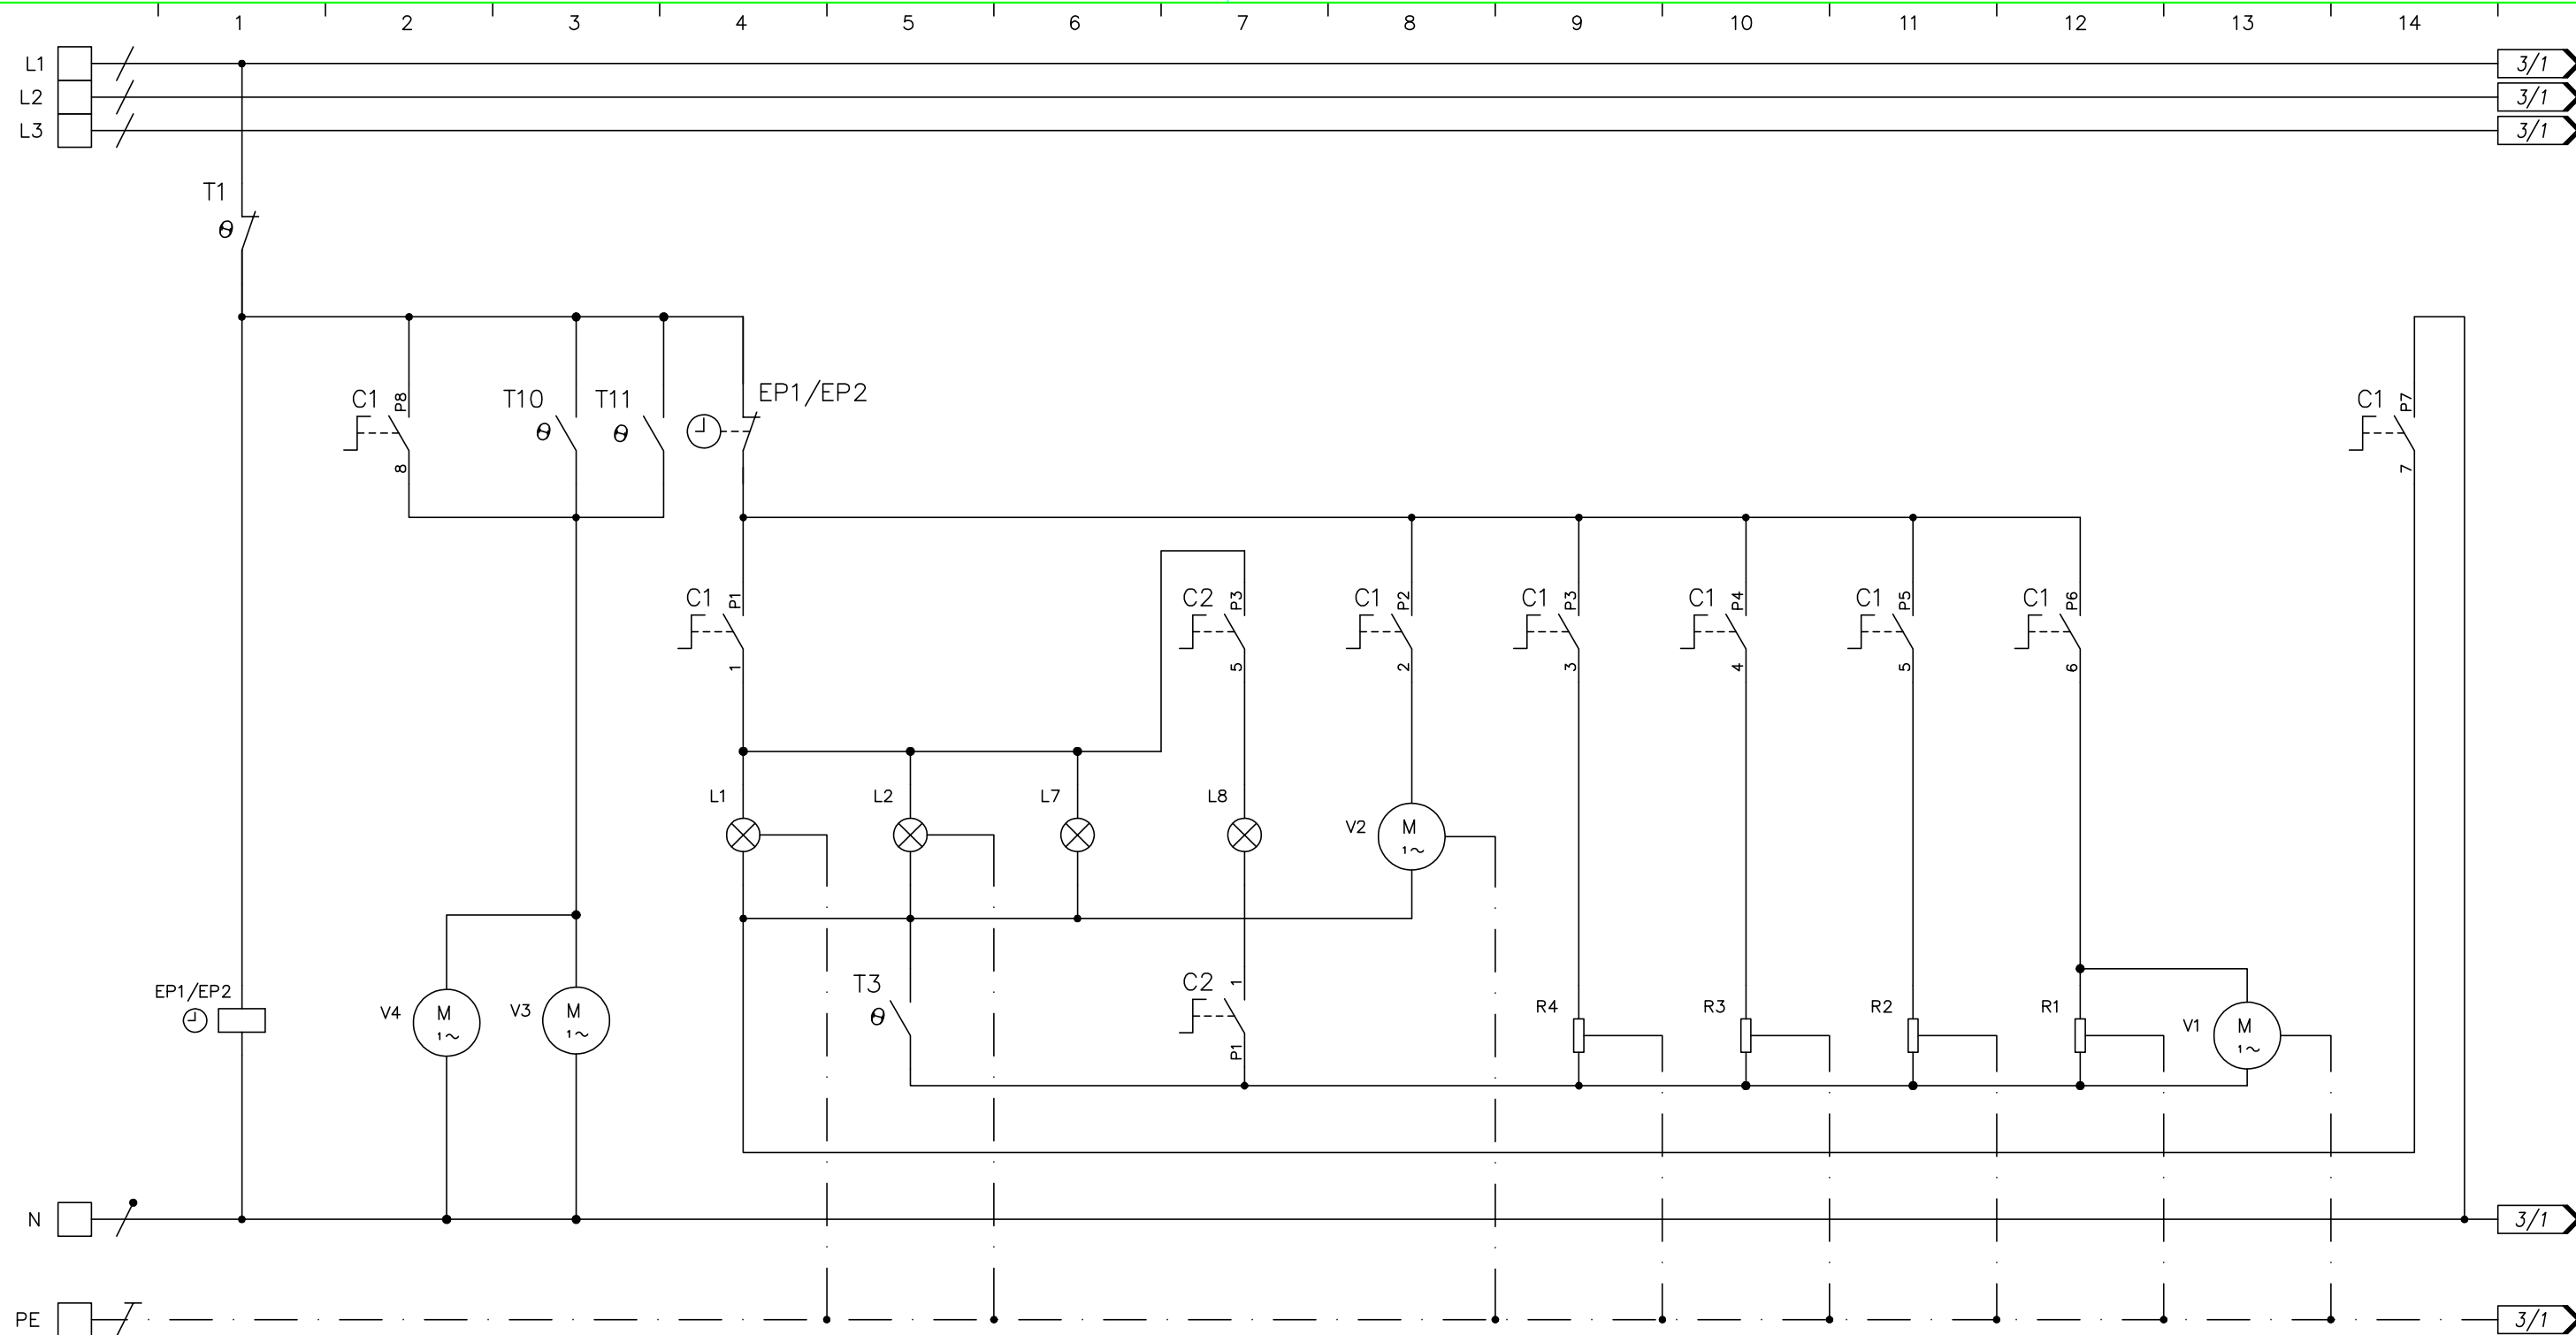 1 2 3 4 5 6 7 8 9 10 11 12 13 14
L1 3/1
L2 3/1
L3 3/1
T1
θ
C1 P8 T10 T11 EP1/EP2 C1 P7
θ θ
8 7
C1 P1 C2 P3 C1 P2 C1 P3 C1 P4 C1 P5 C1 P6
1 5 2 3 4 5 6
L1 L2 L7 L8 V2 M
1~
EP1/EP2 V4 M V3 M T3 C2 1 R4 R3 R2 R1 V1 M
1~ 1~ θ P1 1~
N 3/1
PE 3/1